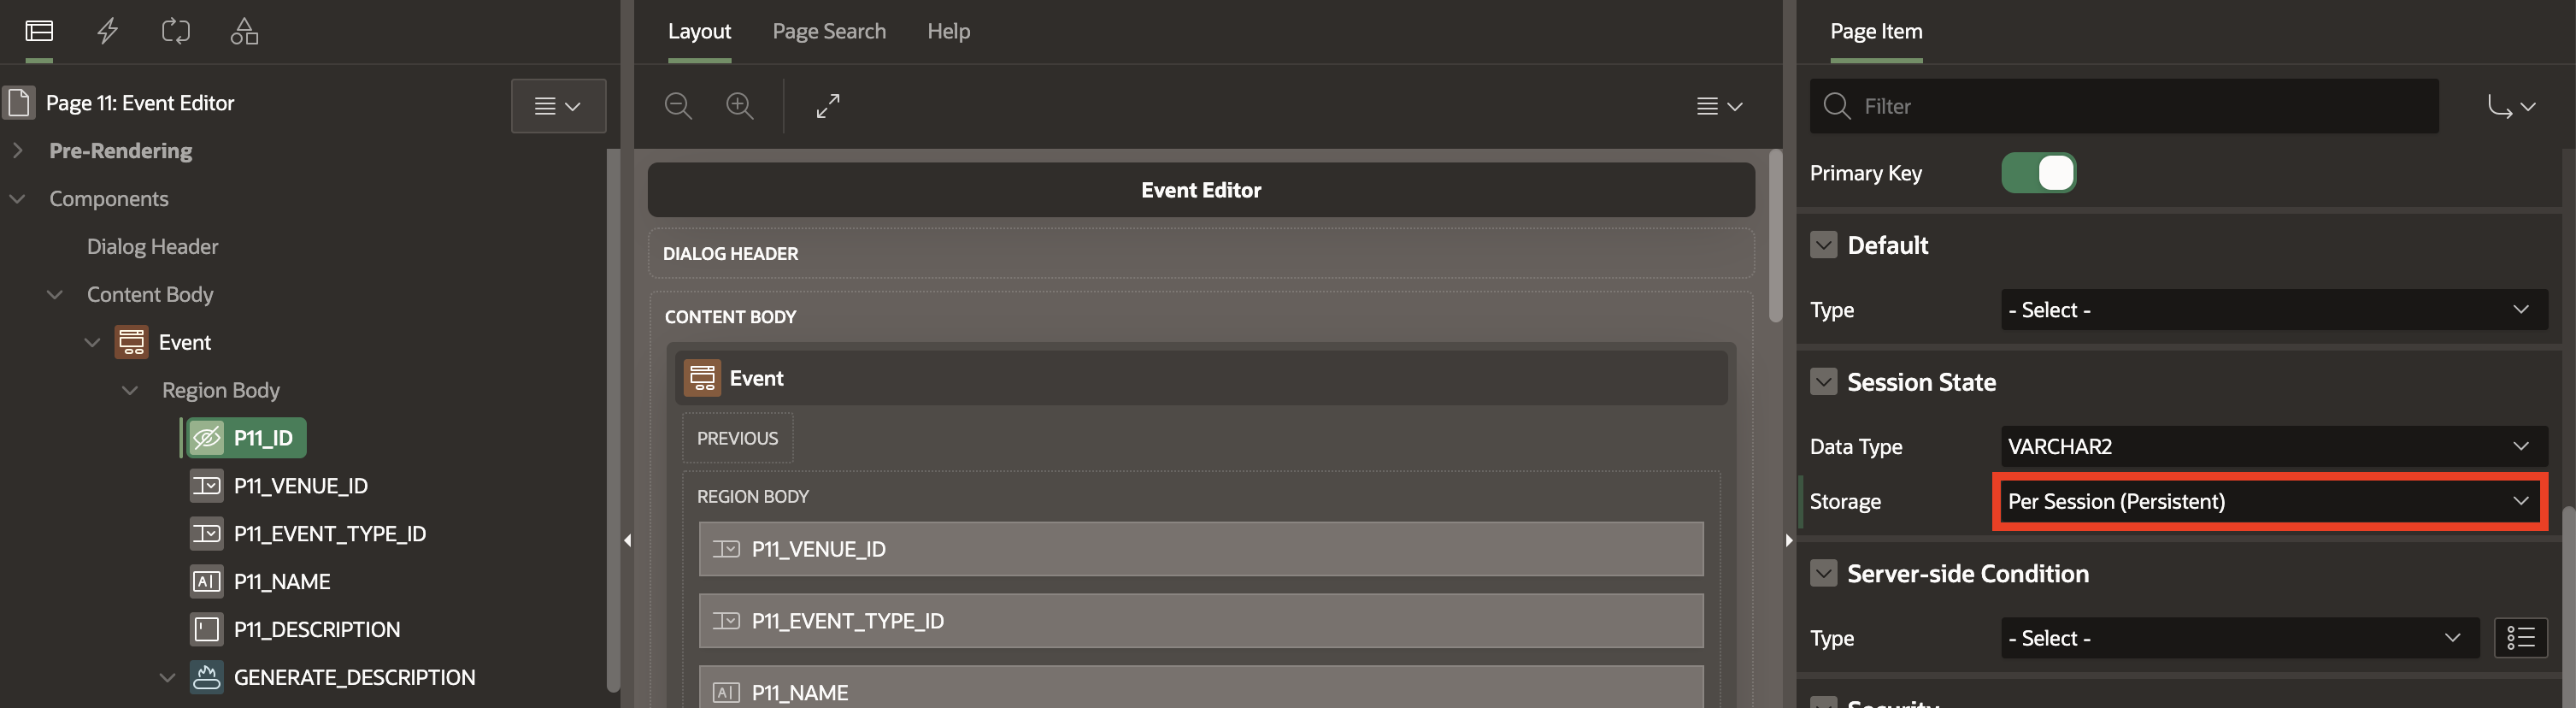 Page 11: Event Editor
Pre-Rendering
Components
Dialog Header
Content Body
Event
Region Body
P11_ID
P11_VENUE_ID
P11_EVENT_TYPE_ID
P11_NAME
P11_DESCRIPTION
GENERATE_DESCRIPTION
Layout
Page Search
Help
Event Editor
DIALOG HEADER
CONTENT BODY
Event
PREVIOUS
REGION BODY
P11_VENUE_ID
P11_EVENT_TYPE_ID
P11_NAME
Page Item
Filter
Primary Key
Default
Type
- Select -
Session State
Data Type
VARCHAR2
Storage
Per Session (Persistent)
Server-side Condition
Type
- Select -
Security